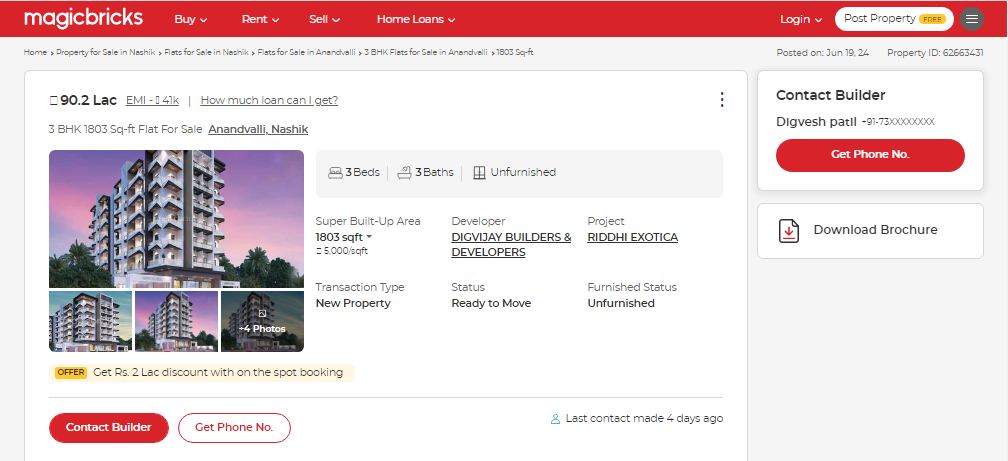 magicbricks
Buy Rent Sell Home Loans Login Post Property FREE
Home > Property for Sale in Nashik > Flats for Sale in Nashik > Flats for Sale in Anandvalli > 3 BHK Flats for Sale in Anandvalli > 1803 Sq-ft
Posted on: Jun 19, 24 Property ID: 62663431
90.2 Lac EMI - 41k | How much loan can I get?
3 BHK 1803 Sq-ft Flat For Sale Anandvalli, Nashik
3 Beds 3 Baths Unfurnished
Super Built-Up Area
1803 sqft
5,000/sqft
Developer
DIGVIJAY BUILDERS &
DEVELOPERS
Project
RIDDHI EXOTICA
Transaction Type
New Property
Status
Ready to Move
Furnished Status
Unfurnished
+4 Photos
OFFER Get Rs. 2 Lac discount with on the spot booking
Contact Builder Get Phone No.
Last contact made 4 days ago
Contact Builder
Digvesh patil +91-73XXXXXXXX
Get Phone No.
Download Brochure